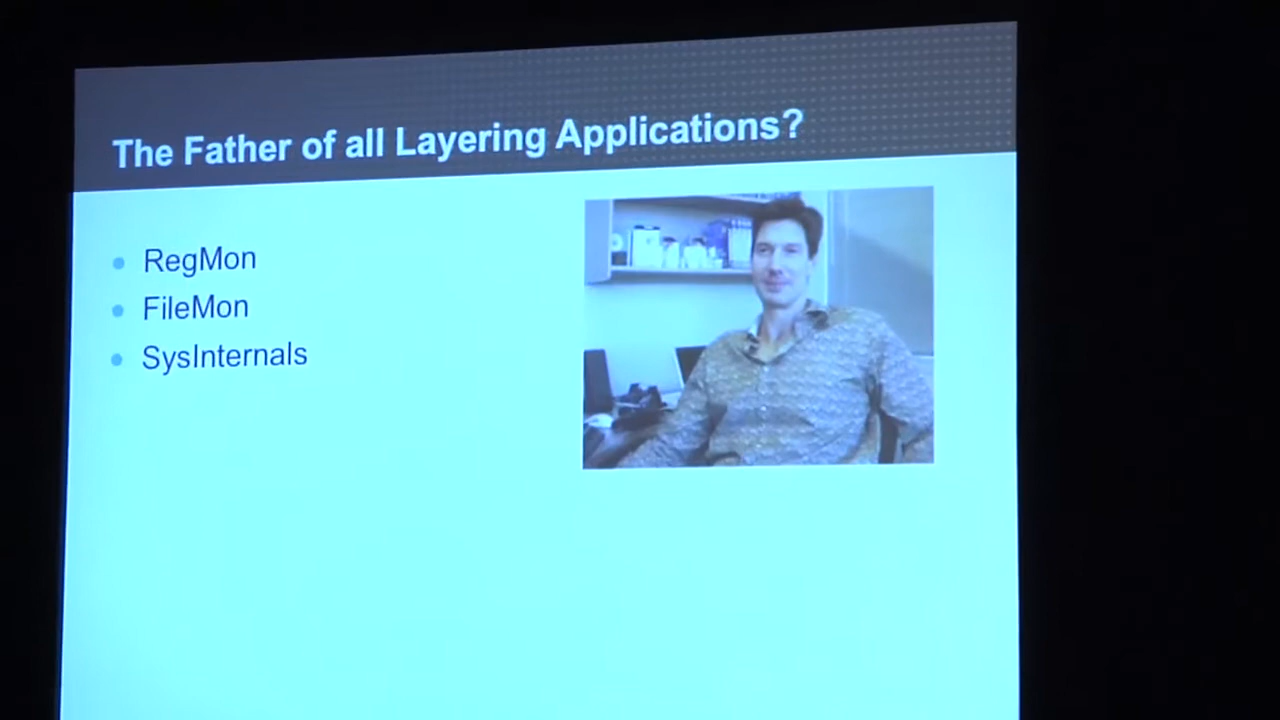 The Father of all Layering Applications?
RegMon
FileMon
SysInternals